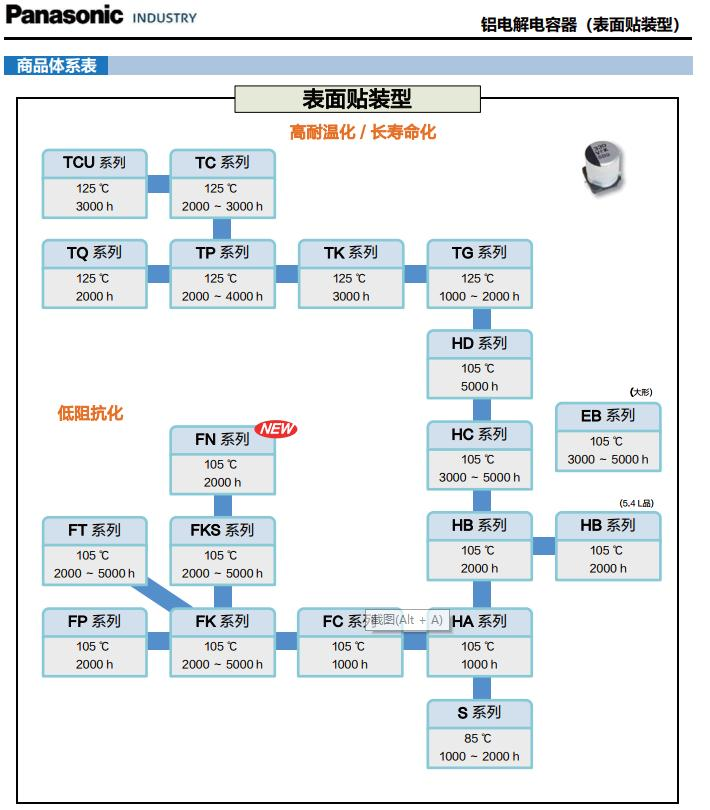 Panasonic INDUSTRY
铝电解电容器（表面贴装型）
商品体系表
表面贴装型
高耐温化 / 长寿命化
TCU 系列
125 ℃
3000 h
TC 系列
125 ℃
2000 ~ 3000 h
TQ 系列
125 ℃
2000 h
TP 系列
125 ℃
2000 ~ 4000 h
TK 系列
125 ℃
3000 h
TG 系列
125 ℃
1000 ~ 2000 h
HD 系列
105 ℃
5000 h
低阻抗化
(大形)
EB 系列
105 ℃
3000 ~ 5000 h
FN 系列
NEW
105 ℃
2000 h
HC 系列
105 ℃
3000 ~ 5000 h
FT 系列
105 ℃
2000 ~ 5000 h
FKS 系列
105 ℃
2000 ~ 5000 h
HB 系列
105 ℃
2000 h
(5.4 L品)
HB 系列
105 ℃
2000 h
FP 系列
105 ℃
2000 h
FK 系列
105 ℃
2000 ~ 5000 h
FC 系列
105 ℃
1000 h
截图(Alt + A)
HA 系列
105 ℃
1000 h
S 系列
85 ℃
1000 ~ 2000 h